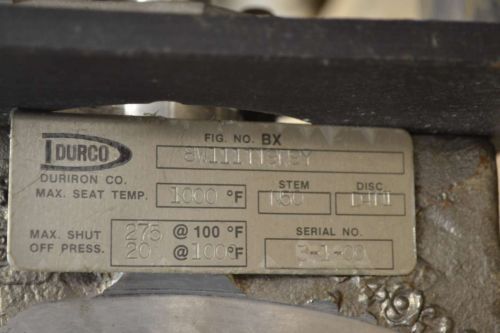 FIG. NO. BX
DURCO
DURIRON CO.
MAX. SEAT TEMP. 1000 °F
STEM
DISC
MAX. SHUT OFF PRESS.
275 @ 100 °F
20 @ 100 °F
SERIAL NO.